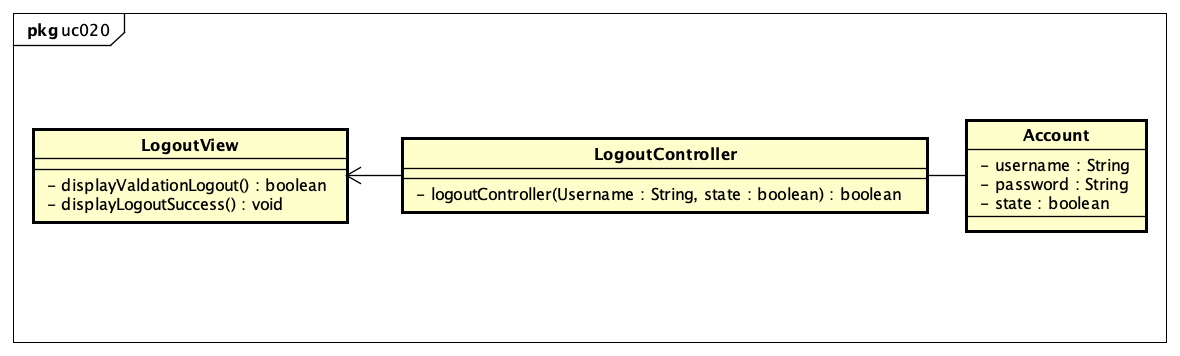 pkg uc020
LogoutView
- displayValdationLogout() : boolean
- displayLogoutSuccess() : void
LogoutController
- logoutController(Username : String, state : boolean) : boolean
Account
- username : String
- password : String
- state : boolean